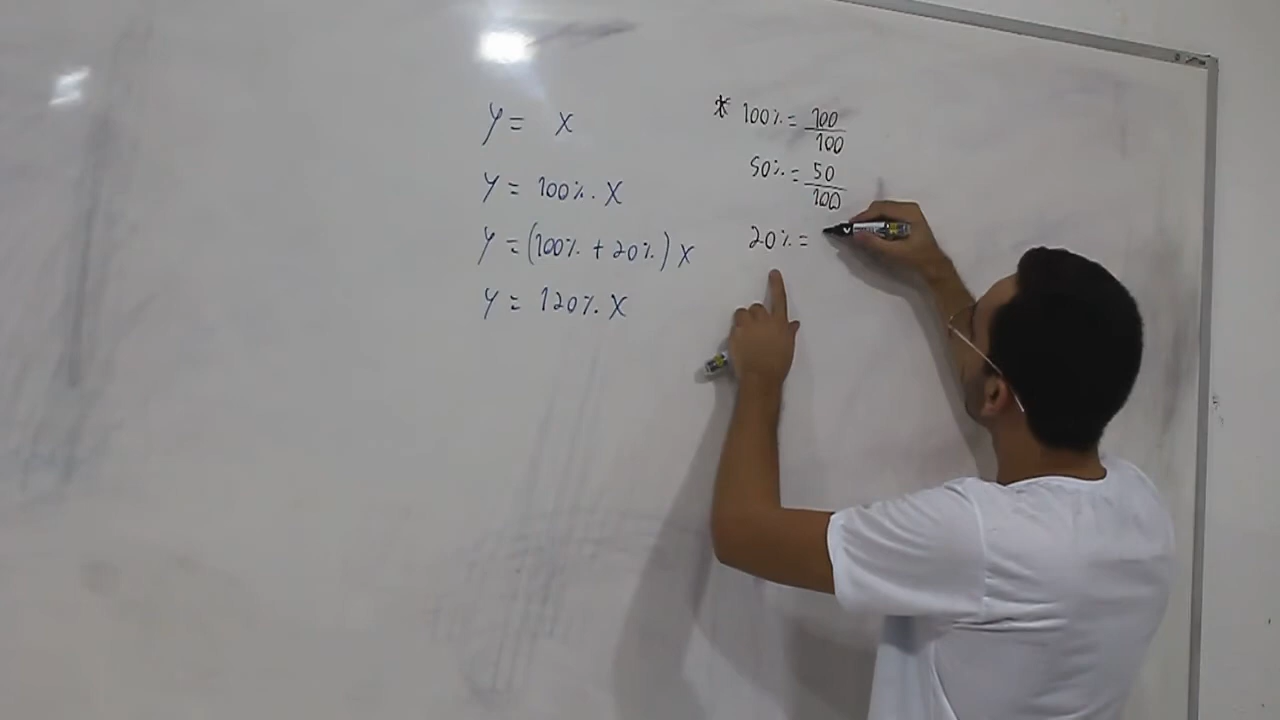 y = x
y = 100% . x
y = (100% + 20%) x
y = 120% . x
* 100% = 100/100
50% = 50/100
20% =